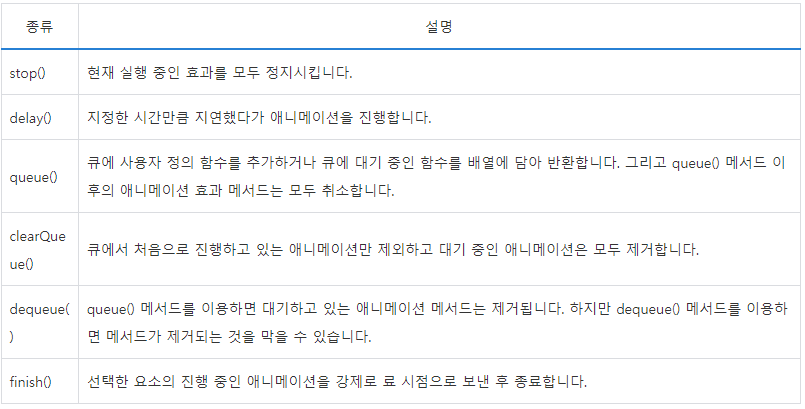 종류 설명
stop() 현재 실행 중인 효과를 모두 정지시킵니다.
delay() 지정한 시간만큼 지연했다가 애니메이션을 진행합니다.
queue() 큐에 사용자 정의 함수를 추가하거나 큐에 대기 중인 함수를 배열에 담아 반환합니다. 그리고 queue() 메서드 이
후의 애니메이션 효과 메서드는 모두 취소합니다.
clearQue
ue()
큐에서 처음으로 진행하고 있는 애니메이션만 제외하고 대기 중인 애니메이션은 모두 제거합니다.
dequeue(
)
queue() 메서드를 이용하면 대기하고 있는 애니메이션 메서드는 제거됩니다. 하지만 dequeue() 메서드를 이용하
면 메서드가 제거되는 것을 막을 수 있습니다.
finish() 선택한 요소의 진행 중인 애니메이션을 강제로 료 시점으로 보낸 후 종료합니다.